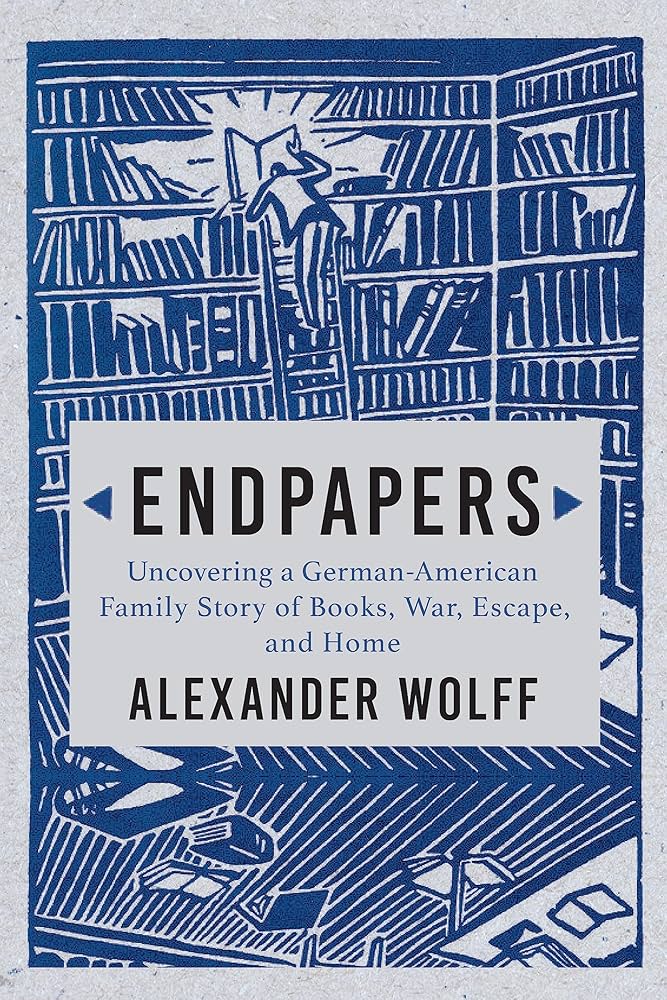 ENDPAPERS
Uncovering a German-American
Family Story of Books, War, Escape,
and Home
ALEXANDER WOLFF